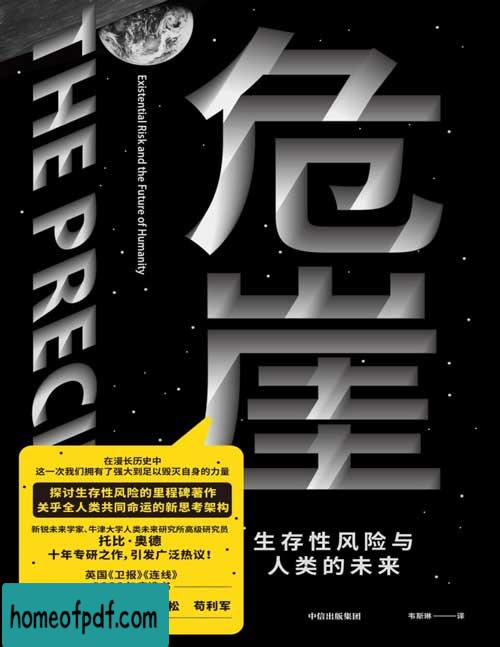 THE PRECI
Existential Risk and the Future of Humanity
危崖
生存性风险与
人类的未来
在漫长历史中
这一次我们拥有了强大到足以毁灭自身的力量
探讨生存性风险的里程碑著作
关乎全人类共同命运的新思考架构
新锐未来学家、牛津大学人类未来研究所高级研究员
托比·奥德
十年专研之作,引发广泛热议!
英国《卫报》《连线》
松 苟利军
中信出版集团
韦斯琳——译
homeofpdf.com